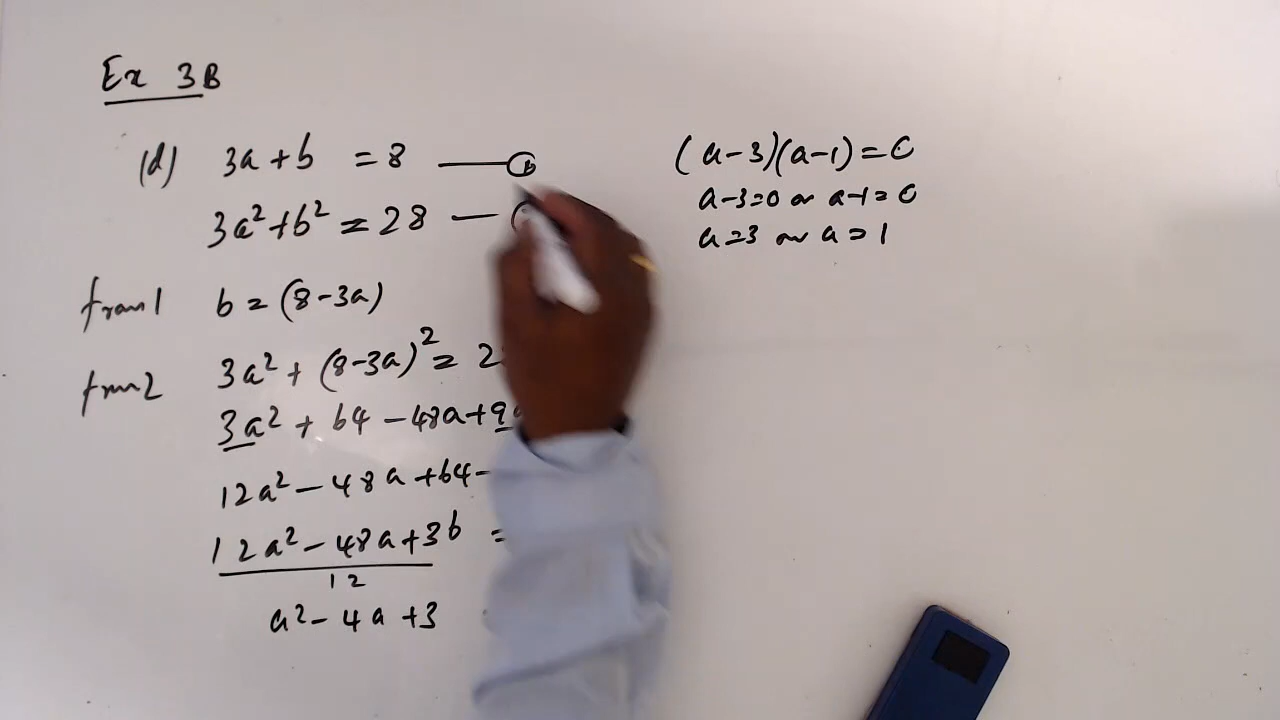 Ex 3B
(d) 3a+b = 8 —
3a²+b² = 28 —
from 1 b = (8-3a)
from 2 3a² + (8-3a)² = 2
3a² + 64 - 48a + 9
12a² - 48a + 64 -
12a² - 48a + 36 =
12
a² - 4a + 3
(a-3)(a-1) = 0
a-3=0 or a-1=0
a=3 or a=1